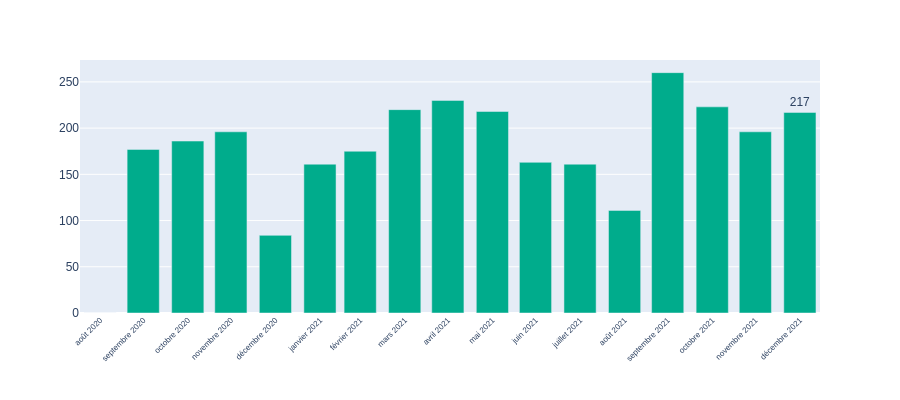 250
217
200
150
100
50
0
août 2020
septembre 2020
octobre 2020
novembre 2020
décembre 2020
janvier 2021
février 2021
mars 2021
avril 2021
mai 2021
juin 2021
juillet 2021
août 2021
septembre 2021
octobre 2021
novembre 2021
décembre 2021